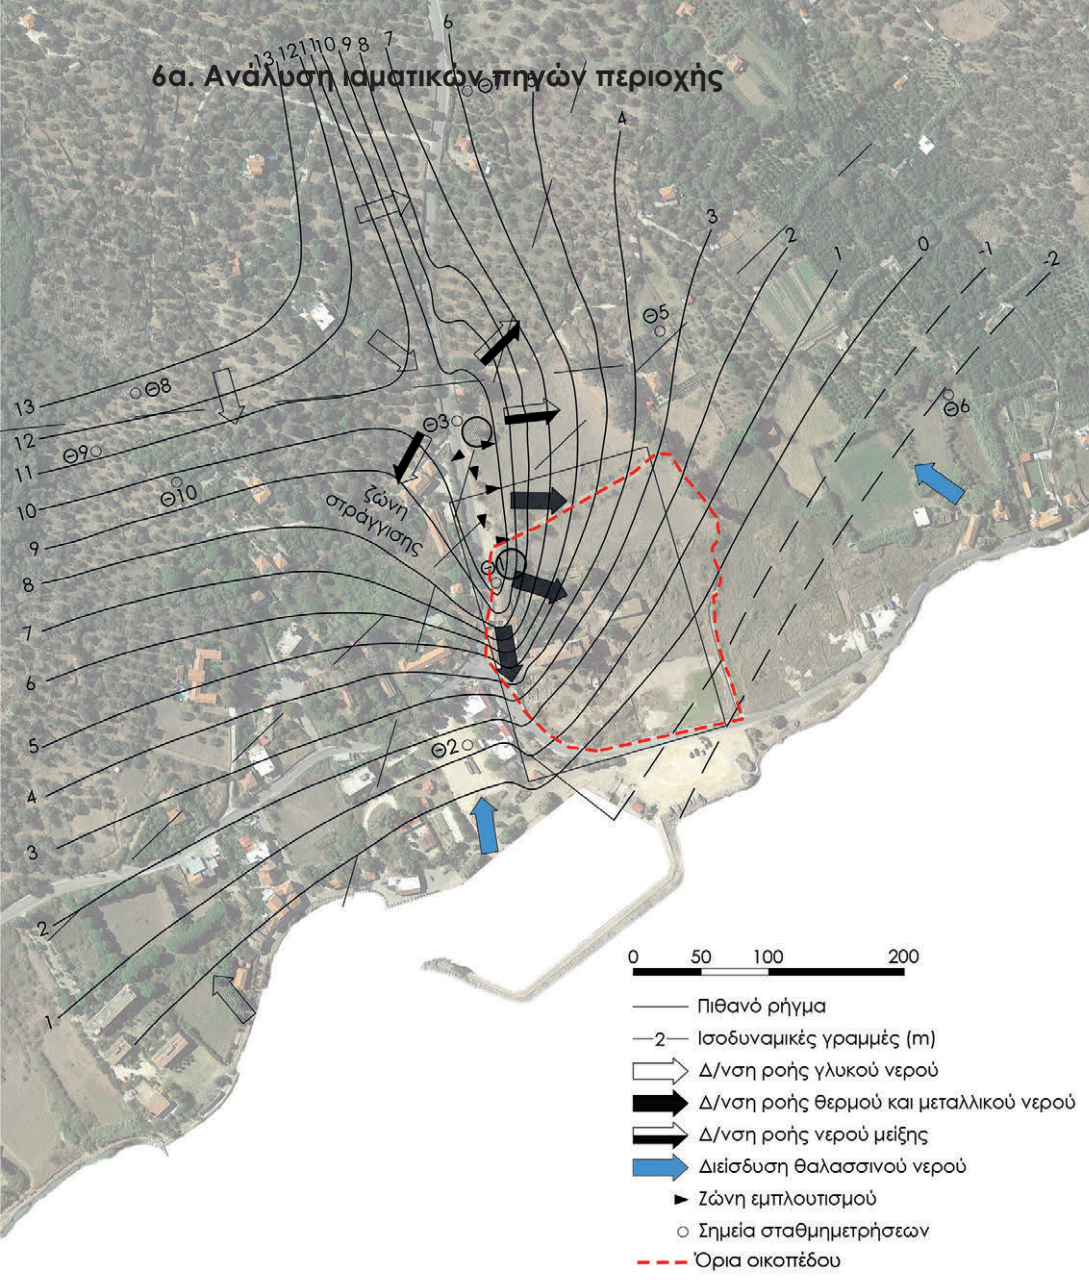 6
7
8
9
10
11
12
13
6α. Ανάλυση ιαματικών πηγών περιοχής
Θ7
5
4
3
2
1
0
-1
-2
Θ5
Θ8
Θ6
13
12
Θ3
11
Θ9
10
Θ10
ζώνη
στράγγισης
9
8
7
6
5
Θ2
4
3
2
1
0 50 100 200
Πιθανό ρήγμα
2 Ισοδυναμικές γραμμές (m)
Δ/νση ροής γλυκού νερού
Δ/νση ροής θερμού και μεταλλικού νερού
Δ/νση ροής νερού μείξης
Διείσδυση θαλασσινού νερού
Ζώνη εμπλουτισμού
Σημεία σταθμημετρήσεων
Όρια οικοπέδου